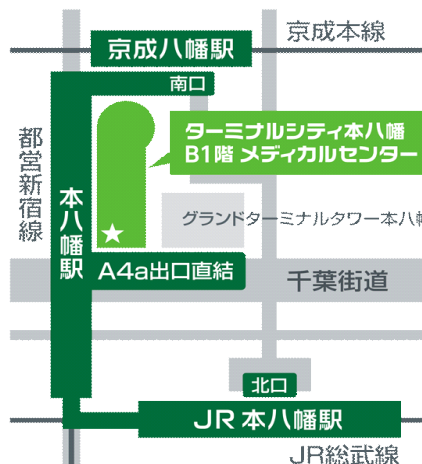 京成本線
京成八幡駅
南口
ターミナルシティ本八幡
B1階 メディカルセンター
都営新宿線
本八幡駅
グランドターミナルタワー本八幡
A4a出口直結
千葉街道
北口
JR本八幡駅
JR総武線